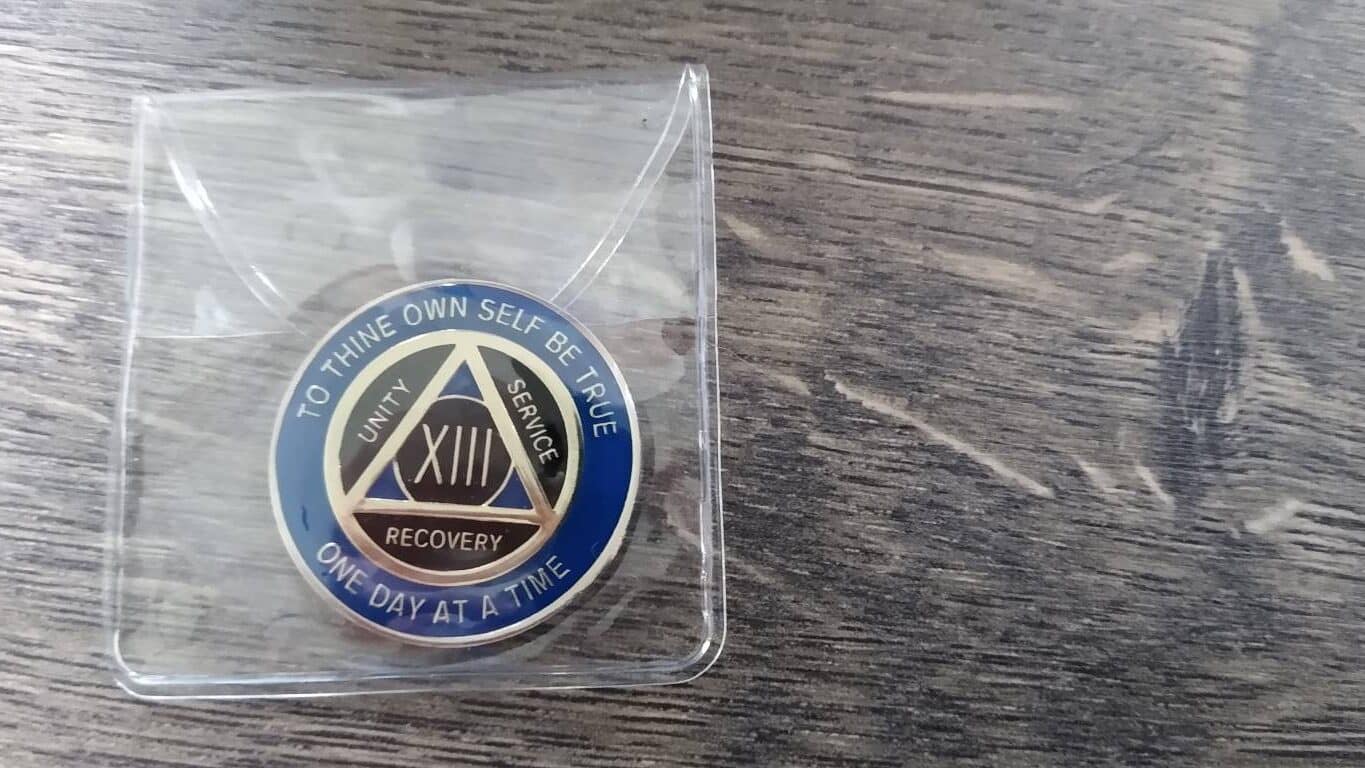 TO THINE OWN SELF BE TRUE
UNITY
SERVICE
XIII
RECOVERY
ONE DAY AT A TIME